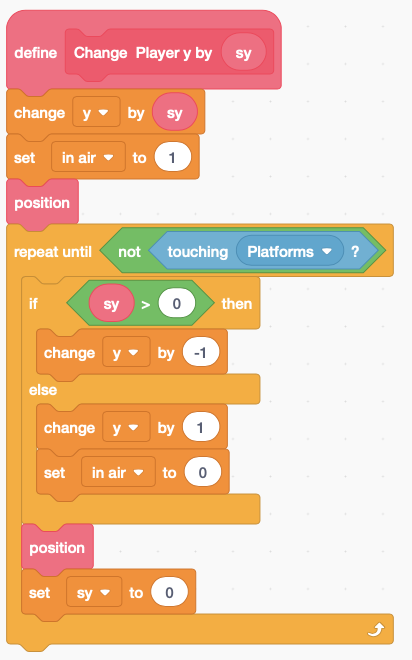 define Change Player y by sy
change y by sy
set in air to 1
position
repeat until not touching Platforms ?
if sy > 0 then
change y by -1
else
change y by 1
set in air to 0
position
set sy to 0